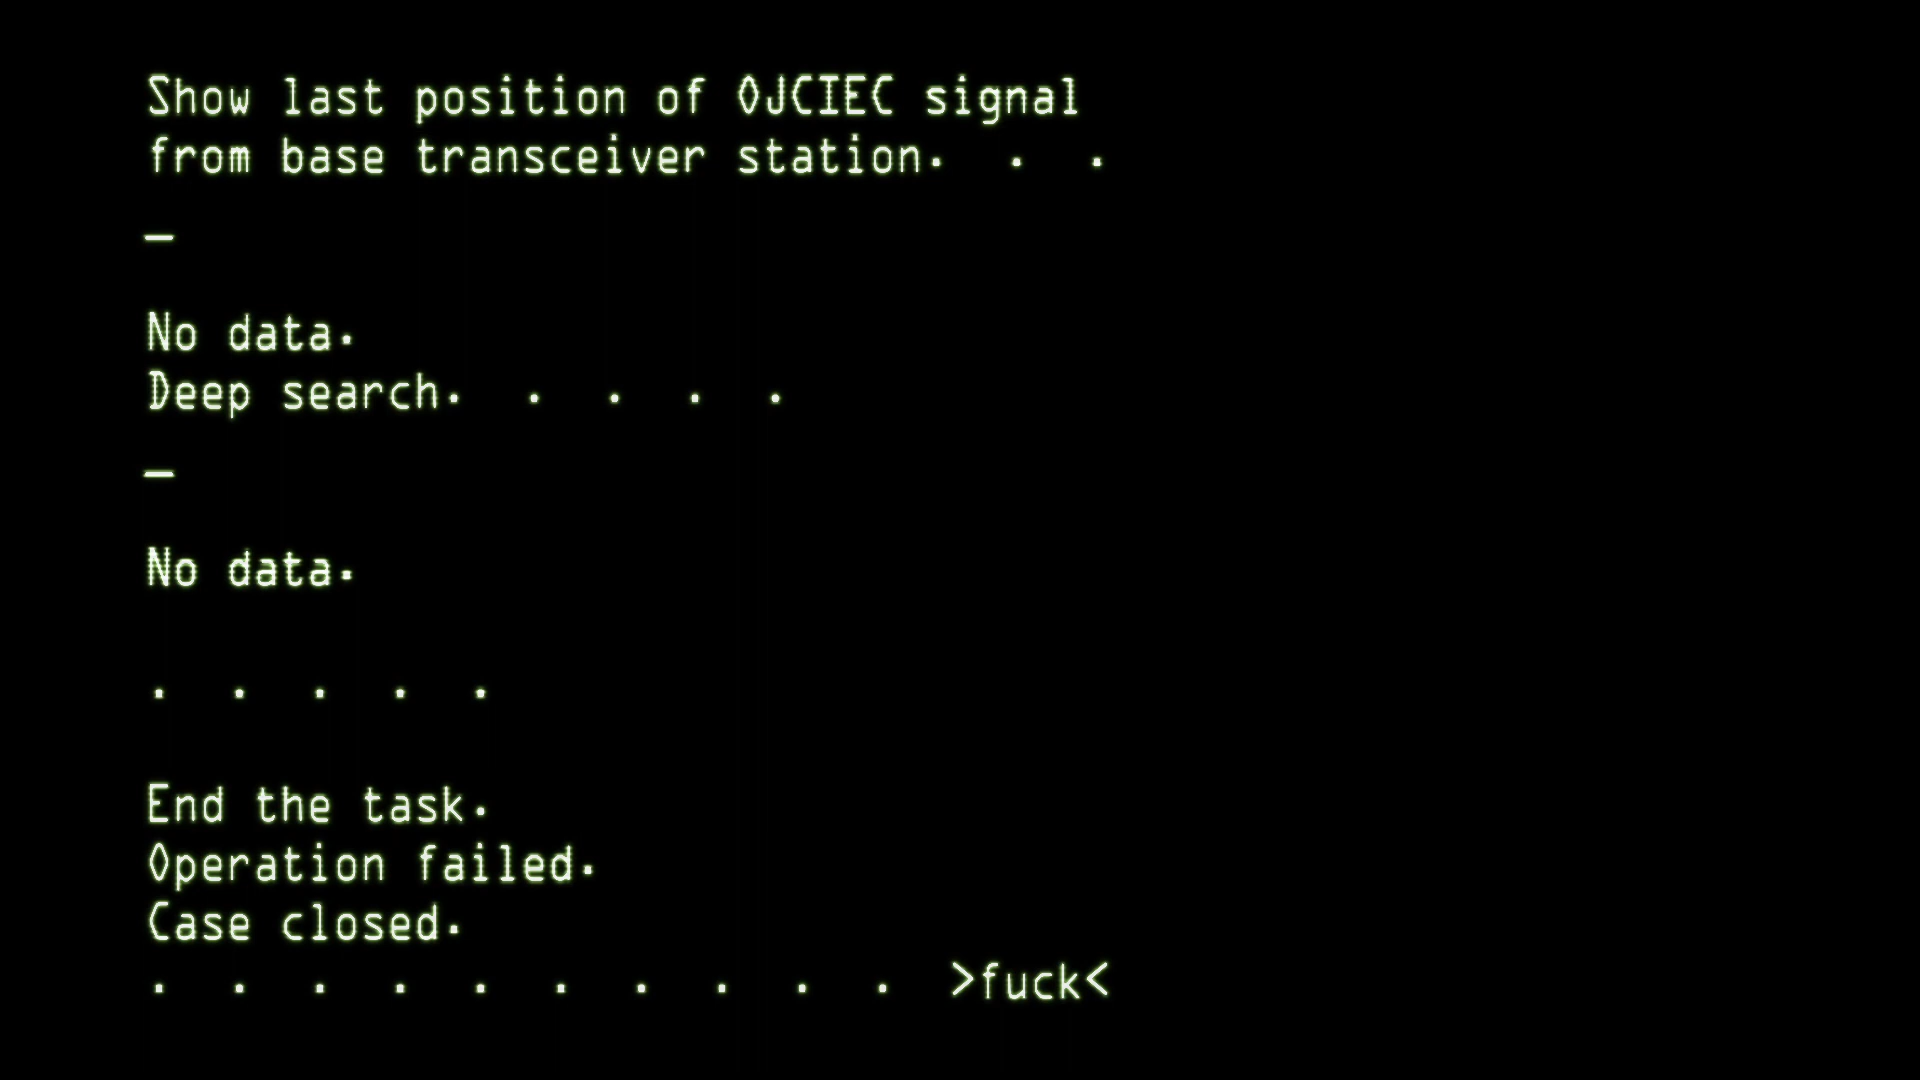 Show last position of OJCIEC signal
from base transceiver station. . .
_
No data.
Deep search. . . . .
_
No data.
. . . . .
End the task.
Operation failed.
Case closed.
. . . . . . . . . . >fuck<